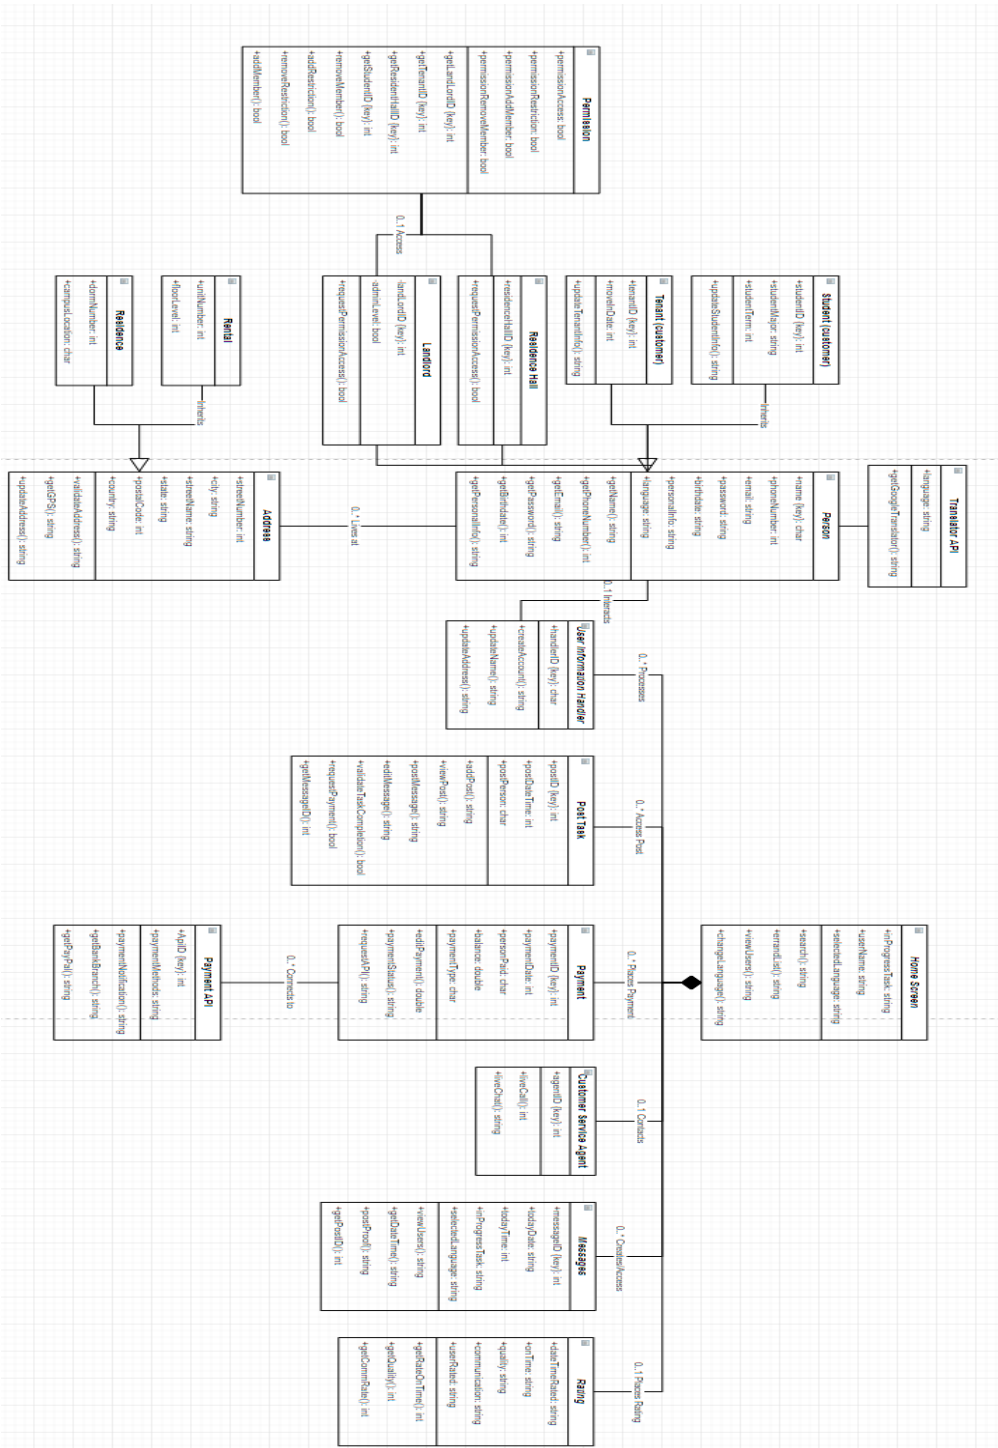 Permission
+permissionAccess: bool
+permissionRestriction: bool
+permissionAddMember: bool
+permissionRemoveMember: bool
+getLandLordID {key}: int
+getTenantID {key}: int
+getResidentHallID {key}: int
+getStudentID {key}: int
+removeMember(): bool
+addRestriction(): bool
+removeRestriction(): bool
+addMember(): bool
0..1 Access
Student (customer)
+studentID {key}: int
+studentMajor: string
+studentTerm: int
+updateStudentInfo(): string
Tenant (customer)
+tenantID {key}: int
+moveInDate: int
+updateTenantInfo(): string
Residence Hall
+residenceHallID {key}: int
+requestPermissionAccess(): bool
Landlord
-landLordID {key}: int
-adminLevel: bool
+requestPermissionAccess(): bool
Rental
+unitNumber: int
+floorLevel: int
Residence
+dormNumber: int
+campusLocation: char
Inherits
Inherits
Translator API
+language: string
+getGoogleTranslator(): string
Person
+name {key}: char
+phoneNumber: int
+email: string
+password: string
+birthdate: string
+personalInfo: string
+language: string
+getName(): string
+getPhoneNumber(): int
+getEmail(): string
+getPassword(): string
+getBirthdate(): int
+getPersonalInfo(): string
0..* Lives at
Address
+streetNumber: int
+city: string
+streetName: string
+state: string
+postalCode: int
+country: string
+validateAddress(): string
+getGPS(): string
+updateAddress(): string
0..1 Interacts
User Information Handler
+handlerID {key}: char
+createAccount(): string
+updateName(): string
+updateAddress(): string
0..* Processes
Post Task
+postID {key}: int
+postDateTime: int
+postPerson: char
+addPost(): string
+viewPost(): string
+postMessage(): string
+editMessage(): string
+validateTaskCompletion(): bool
+requestPayment(): bool
+getMessageID(): int
0..* Access Post
Home Screen
+inProgressTask: string
+userName: string
+selectedLanguage: string
+search(): string
+errandList(): string
+viewUsers(): string
+changeLanguage(): string
0..* Places Payment
Payment
+paymentID {key}: int
+paymentDate: int
+personPaid: char
+balance: double
+paymentType: char
+editPayment(): double
+paymentStatus(): string
+requestAPI(): string
0..* Connects to
Payment API
+ApiID {key}: int
+paymentMethods: string
+paymentNotification(): string
+getBankBranch(): string
+getPayPal(): string
0..1 Contacts
Customer Service Agent
+agentID {key}: int
+liveCall(): int
+liveChat(): string
0..* Creates/Access
Messages
+messageID {key}: int
+todayDate: string
+todayTime: int
+inProgressTask: string
+selectedLanguage: string
+viewUsers(): string
+getDateTime(): string
+postProof(): string
+getPostID(): int
0..1 Places Rating
Rating
+dateTimeRated: string
+onTime: string
+quality: string
+communication: string
+userRated: string
+getRateOnTime(): int
+getQuality(): int
+getCommRate(): int